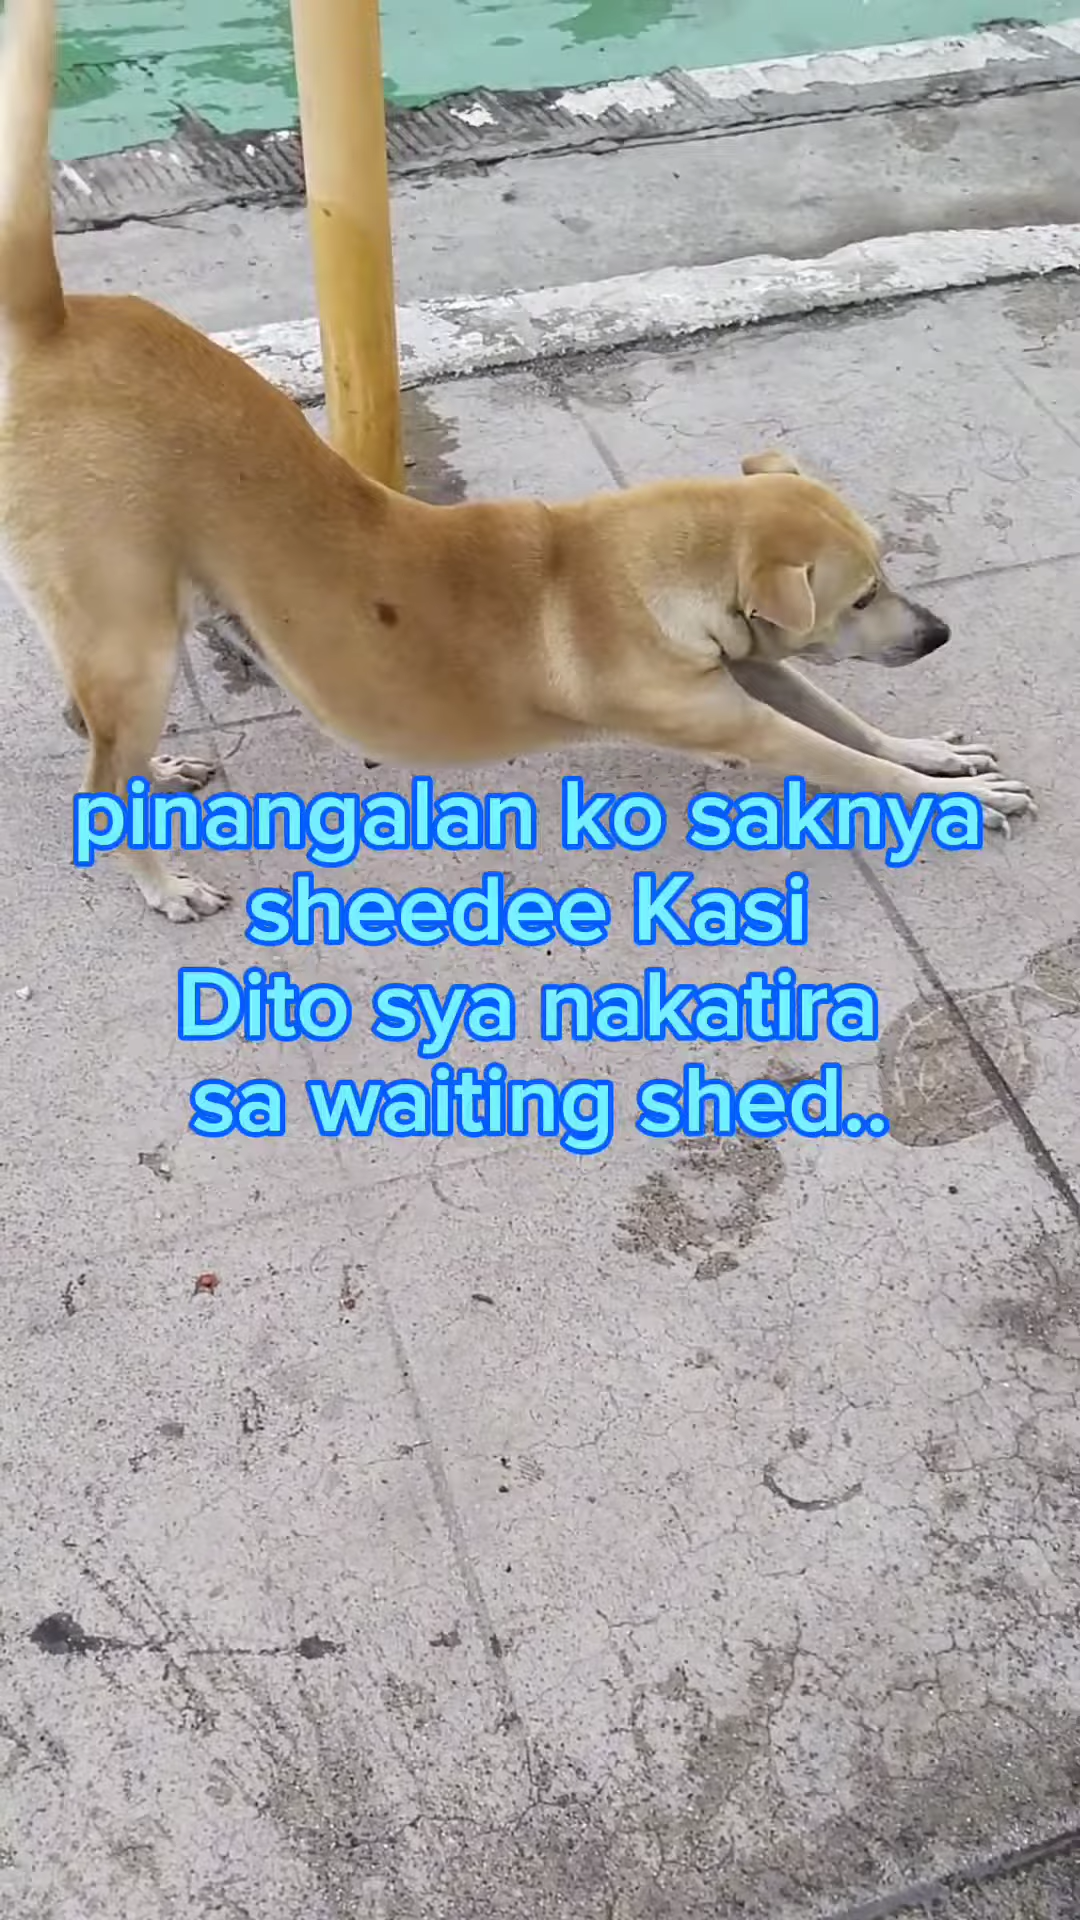 pinangalan ko saknya
sheedee Kasi
Dito sya nakatira
sa waiting shed..